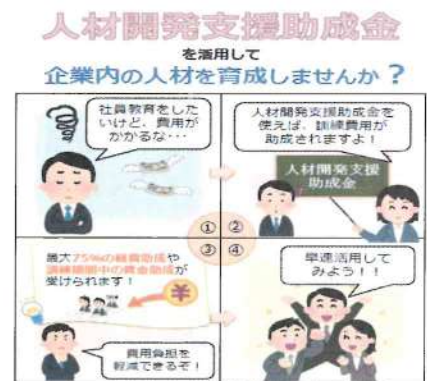 人材開発支援助成金
を活用して
企業内の人材を育成しませんか？
社員教育をした
いけど、費用が
かかるな・・・
人材開発支援助成金を
使えば、訓練費用が
助成されますよ！
人材開発支援
助成金
① ②
③ ④
最大75%の経費助成や
訓練期間中の賃金助成が
受けられます！
¥
費用負担を
軽減できるぞ！
早速活用して
みよう！！